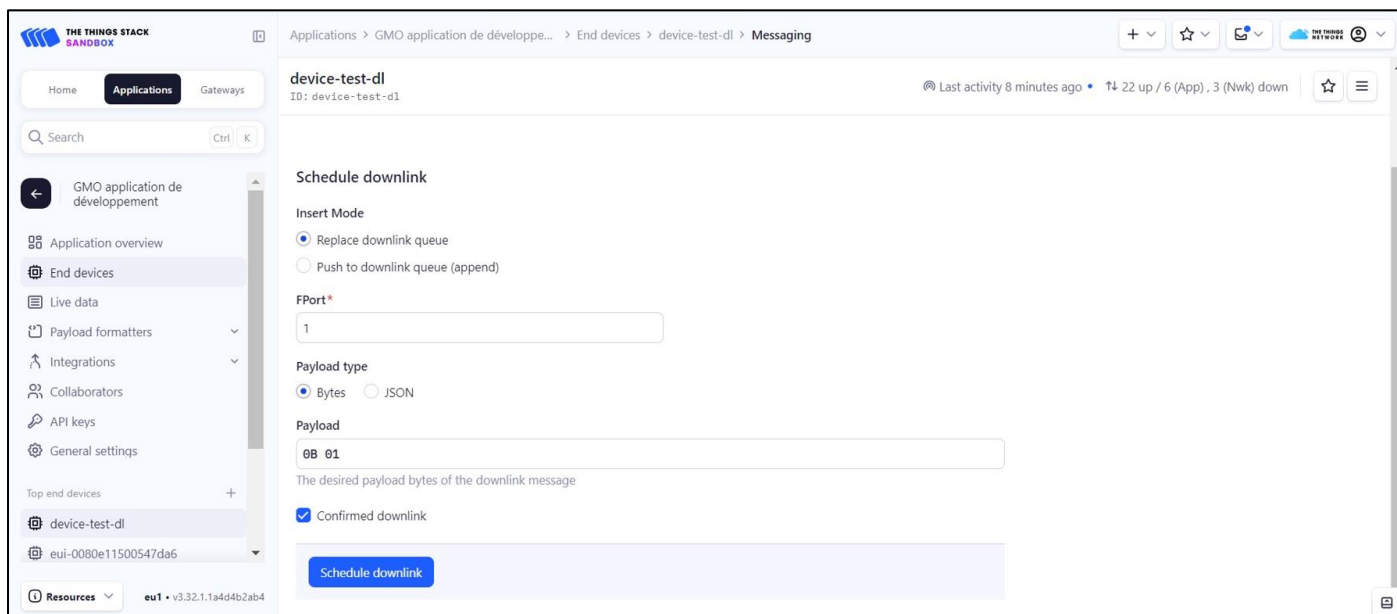 THE THINGS STACK
SANDBOX
Applications > GMO application de développe... > End devices > device-test-dl > Messaging
THE THINGS
NETWORK
Home Applications Gateways
device-test-dl
ID: device-test-dl
Last activity 8 minutes ago • 22 up / 6 (App) , 3 (Nwk) down
Search Ctrl K
GMO application de
développement
Application overview
End devices
Live data
Payload formatters
Integrations
Collaborators
API keys
General settings
Top end devices +
device-test-dl
eui-0080e11500547da6
Resources eu1 • v3.32.1.1a4d4b2ab4
Schedule downlink
Insert Mode
Replace downlink queue
Push to downlink queue (append)
FPort*
1
Payload type
Bytes JSON
Payload
0B 01
The desired payload bytes of the downlink message
Confirmed downlink
Schedule downlink